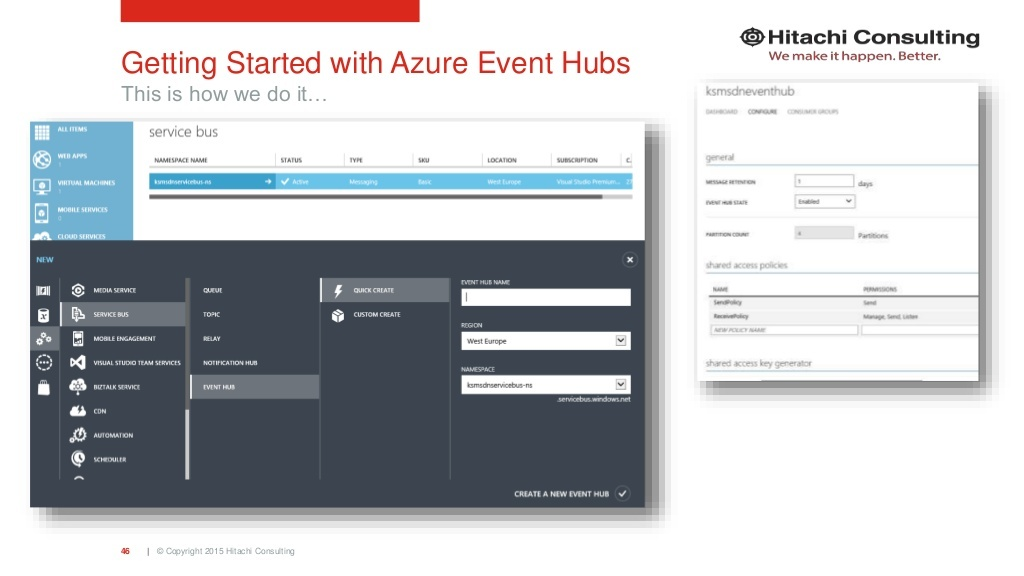 Hitachi Consulting
We make it happen. Better.
Getting Started with Azure Event Hubs
This is how we do it…
ALL ITEMS
WEB APPS
VIRTUAL MACHINES
MOBILE SERVICES
CLOUD SERVICES
service bus
NAMESPACE NAME STATUS TYPE SKU LOCATION SUBSCRIPTION
ksmsdnservicebus-ns Active Messaging Basic West Europe Visual Studio Premium...
NEW
MEDIA SERVICE
SERVICE BUS
MOBILE ENGAGEMENT
VISUAL STUDIO TEAM SERVICES
BIZTALK SERVICE
CDN
AUTOMATION
SCHEDULER
QUEUE
TOPIC
RELAY
NOTIFICATION HUB
EVENT HUB
QUICK CREATE
CUSTOM CREATE
EVENT HUB NAME
REGION
West Europe
NAMESPACE
ksmsdnservicebus-ns
.servicebus.windows.net
CREATE A NEW EVENT HUB
ksmsdneventhub
DASHBOARD CONFIGURE CONSUMER GROUPS
general
MESSAGE RETENTION 1 days
EVENT HUB STATE Enabled
PARTITION COUNT 4 Partitions
shared access policies
NAME PERMISSIONS
SendPolicy Send
ReceivePolicy Manage, Send, Listen
NEW POLICY NAME
shared access key generator
46 | © Copyright 2015 Hitachi Consulting